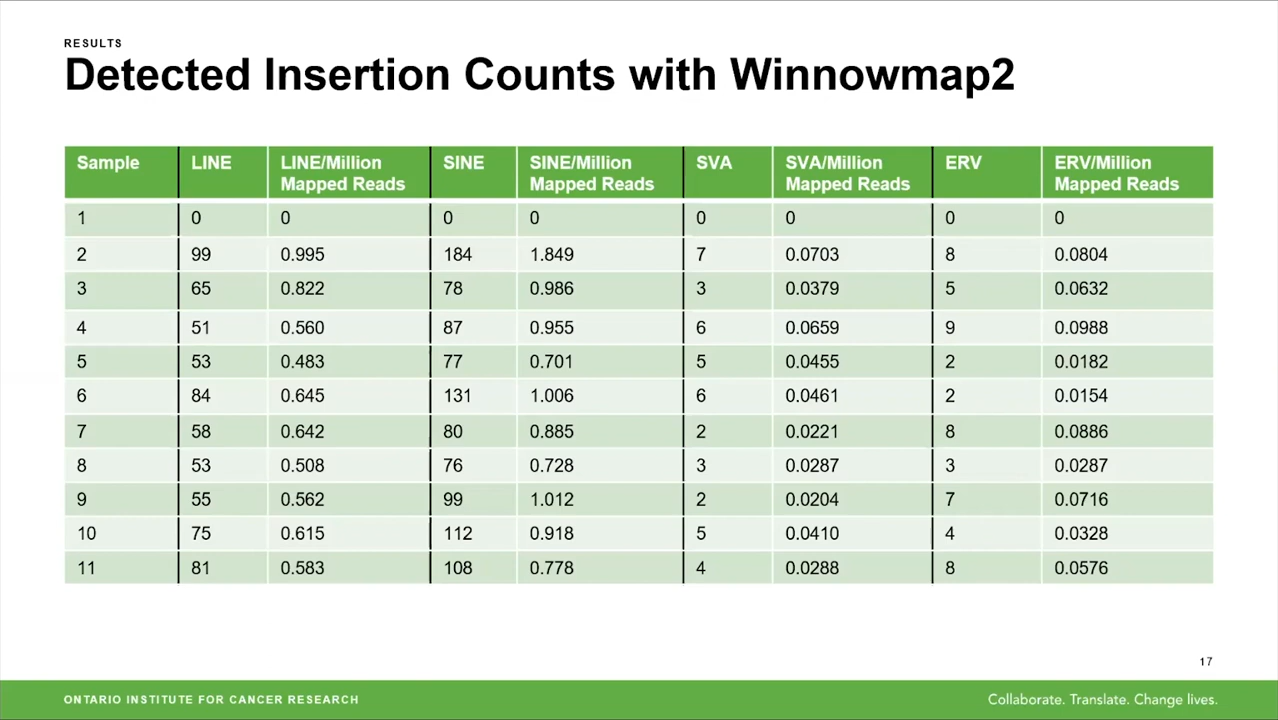 RESULTS
Detected Insertion Counts with Winnowmap2
Sample LINE LINE/Million Mapped Reads SINE SINE/Million Mapped Reads SVA SVA/Million Mapped Reads ERV ERV/Million Mapped Reads
1 0 0 0 0 0 0 0 0
2 99 0.995 184 1.849 7 0.0703 8 0.0804
3 65 0.822 78 0.986 3 0.0379 5 0.0632
4 51 0.560 87 0.955 6 0.0659 9 0.0988
5 53 0.483 77 0.701 5 0.0455 2 0.0182
6 84 0.645 131 1.006 6 0.0461 2 0.0154
7 58 0.642 80 0.885 2 0.0221 8 0.0886
8 53 0.508 76 0.728 3 0.0287 3 0.0287
9 55 0.562 99 1.012 2 0.0204 7 0.0716
10 75 0.615 112 0.918 5 0.0410 4 0.0328
11 81 0.583 108 0.778 4 0.0288 8 0.0576
17
ONTARIO INSTITUTE FOR CANCER RESEARCH
Collaborate. Translate. Change lives.